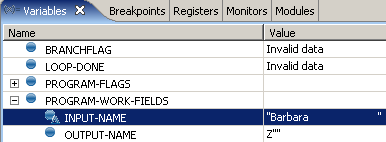 Variables Breakpoints Registers Monitors Modules
Name Value
BRANCHFLAG Invalid data
LOOP-DONE Invalid data
PROGRAM-FLAGS
PROGRAM-WORK-FIELDS
INPUT-NAME "Barbara "
OUTPUT-NAME Z""